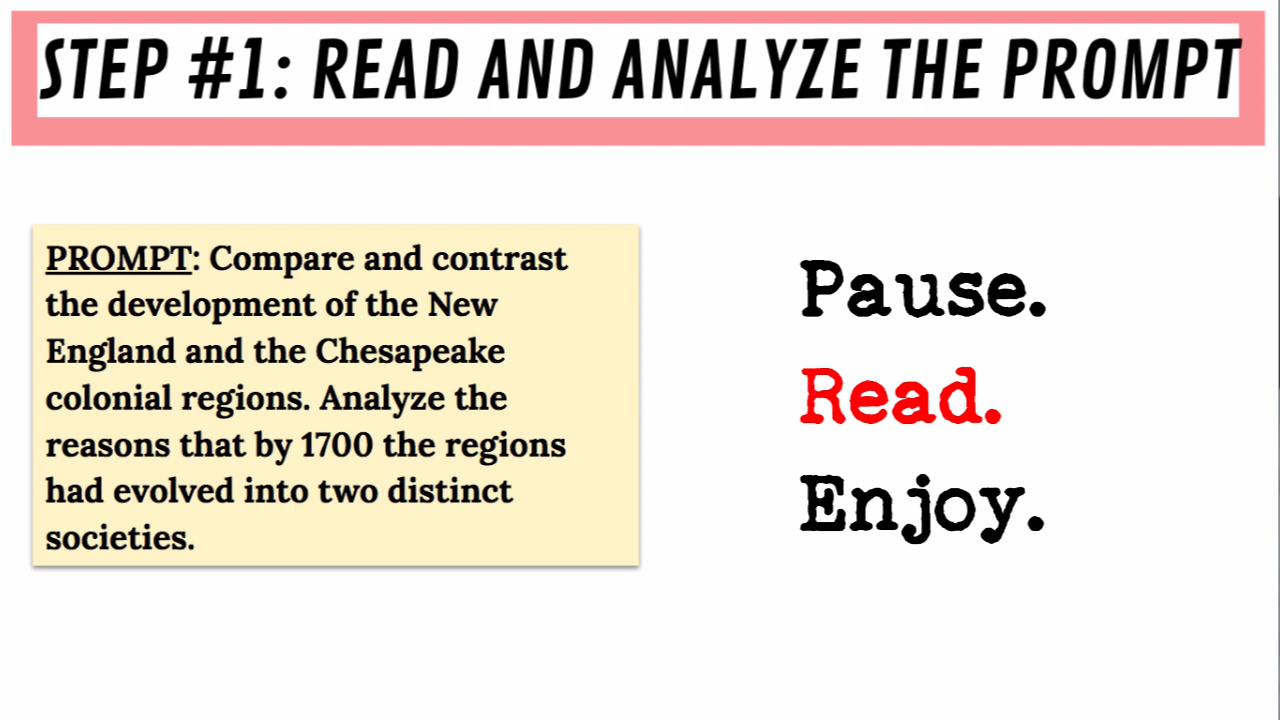 STEP #1: READ AND ANALYZE THE PROMPT
PROMPT: Compare and contrast
the development of the New
England and the Chesapeake
colonial regions. Analyze the
reasons that by 1700 the regions
had evolved into two distinct
societies.
Pause.
Read.
Enjoy.